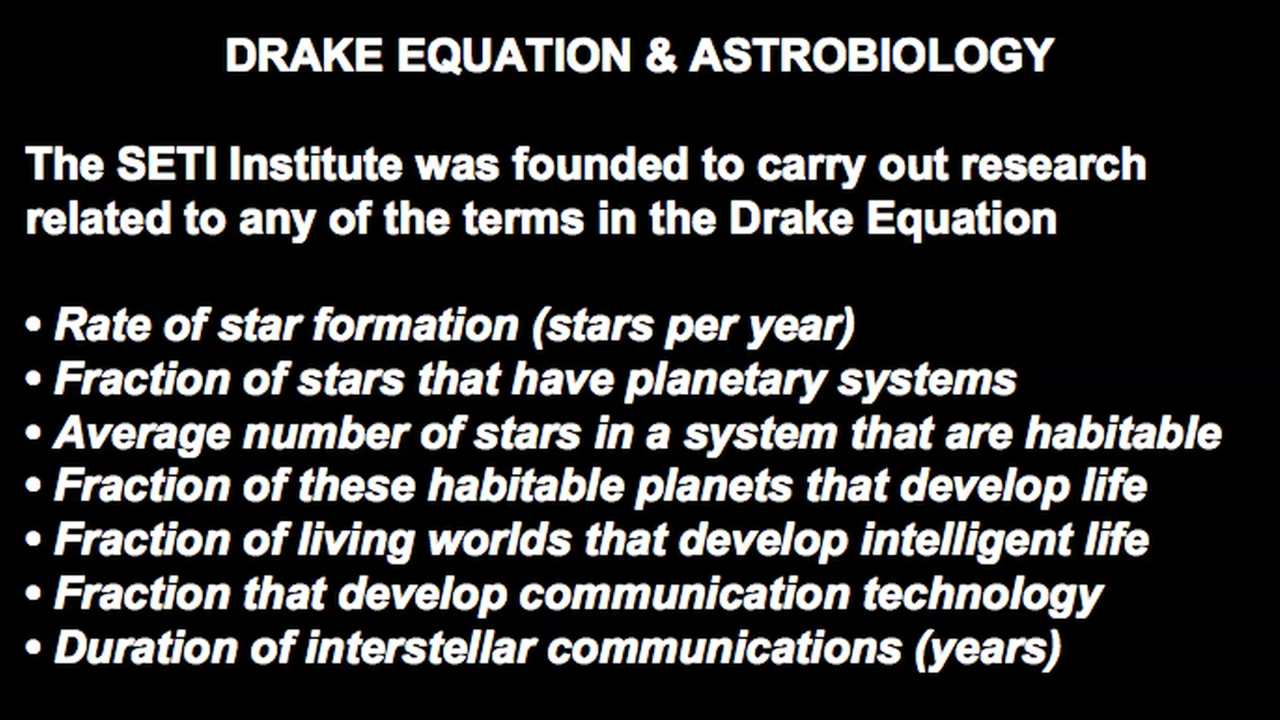 DRAKE EQUATION & ASTROBIOLOGY
The SETI Institute was founded to carry out research
related to any of the terms in the Drake Equation
• Rate of star formation (stars per year)
• Fraction of stars that have planetary systems
• Average number of stars in a system that are habitable
• Fraction of these habitable planets that develop life
• Fraction of living worlds that develop intelligent life
• Fraction that develop communication technology
• Duration of interstellar communications (years)